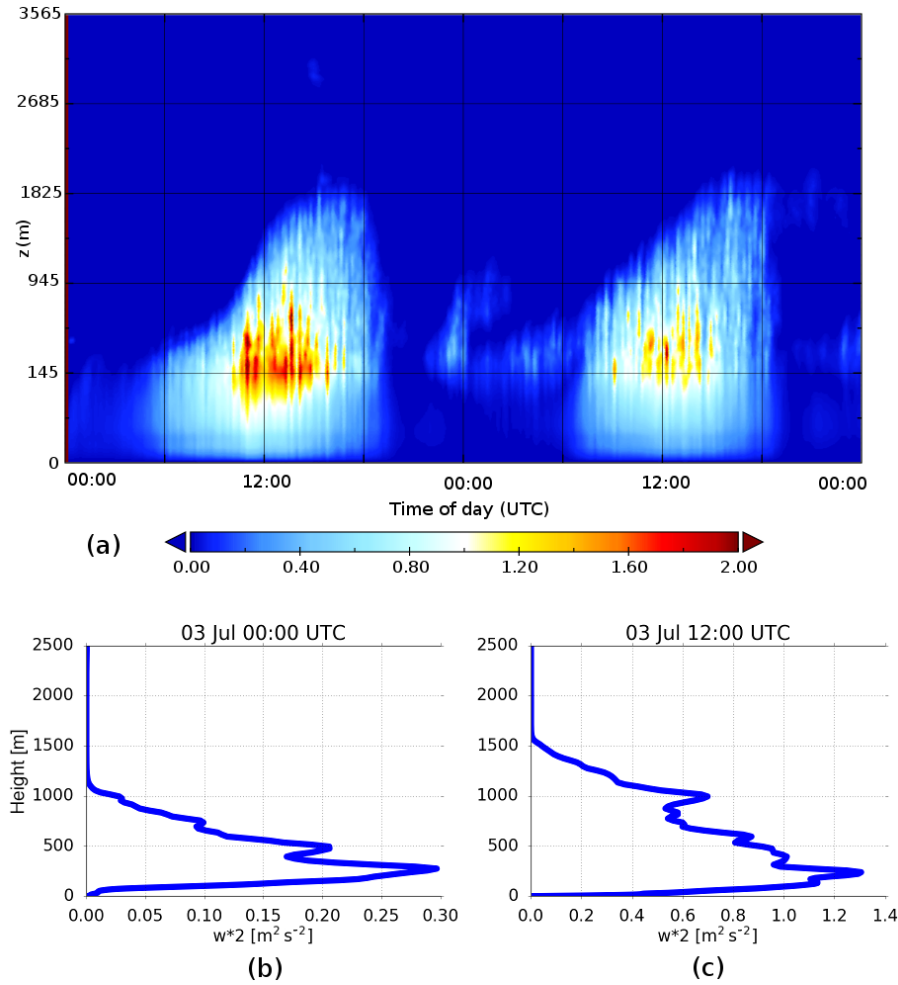 3565
2685
1825
945
145
0
z (m)
00:00 12:00 00:00 12:00 00:00
Time of day (UTC)
(a)
0.00 0.40 0.80 1.20 1.60 2.00
03 Jul 00:00 UTC
2500
2000
1500
1000
500
0
Height [m]
0.00 0.05 0.10 0.15 0.20 0.25 0.30
w*2 [m² s⁻²]
(b)
03 Jul 12:00 UTC
2500
2000
1500
1000
500
0
0.0 0.2 0.4 0.6 0.8 1.0 1.2 1.4
w*2 [m² s⁻²]
(c)